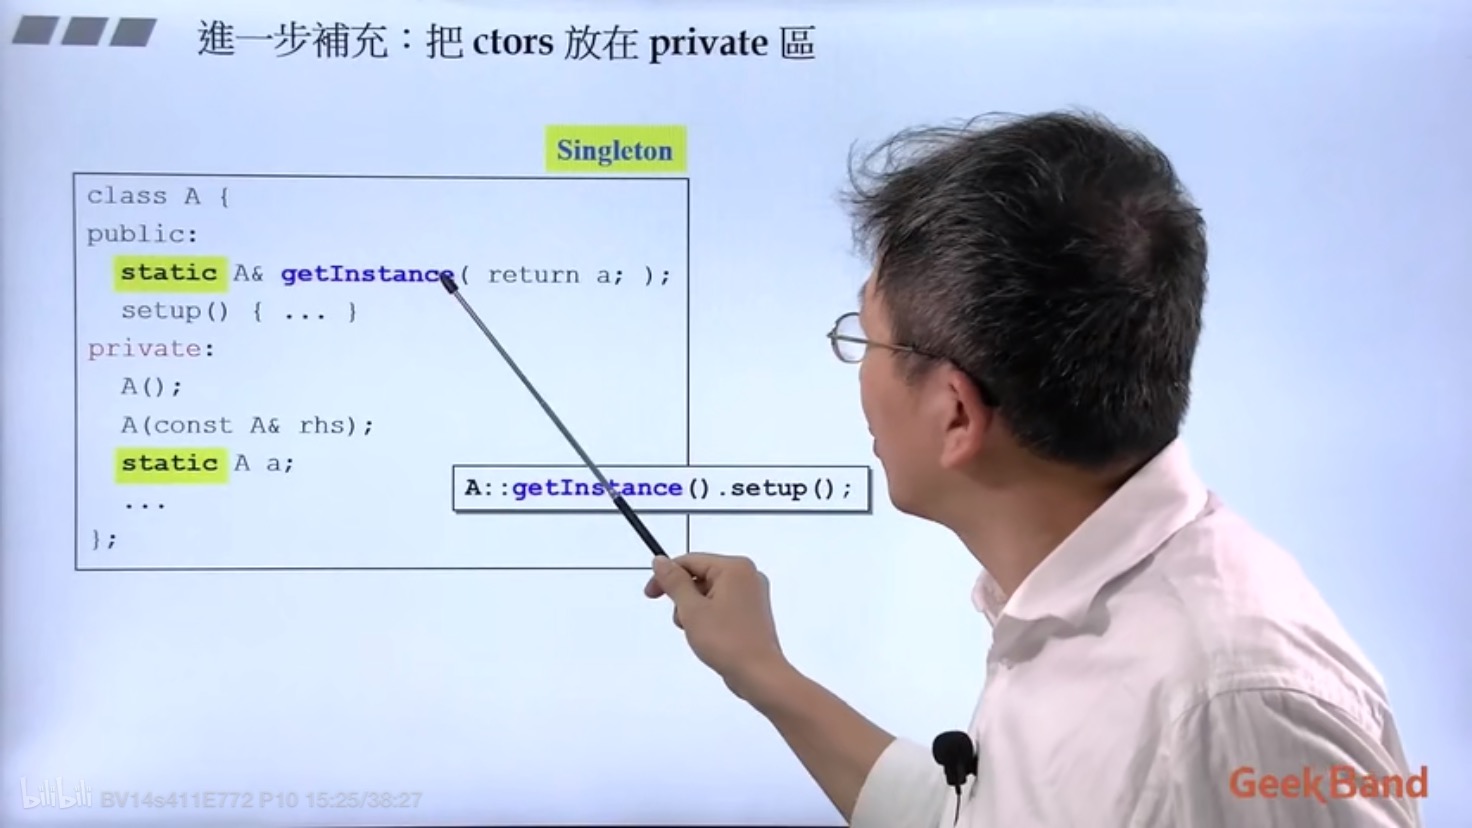 進一步補充：把 ctors 放在 private 區
Singleton
class A {
public:
static A& getInstance( return a; );
setup() { ... }
private:
A();
A(const A& rhs);
static A a;
...
};
A::getInstance().setup();
bilibili BV14s411E772 P10 15:25/38:27
GeekBand